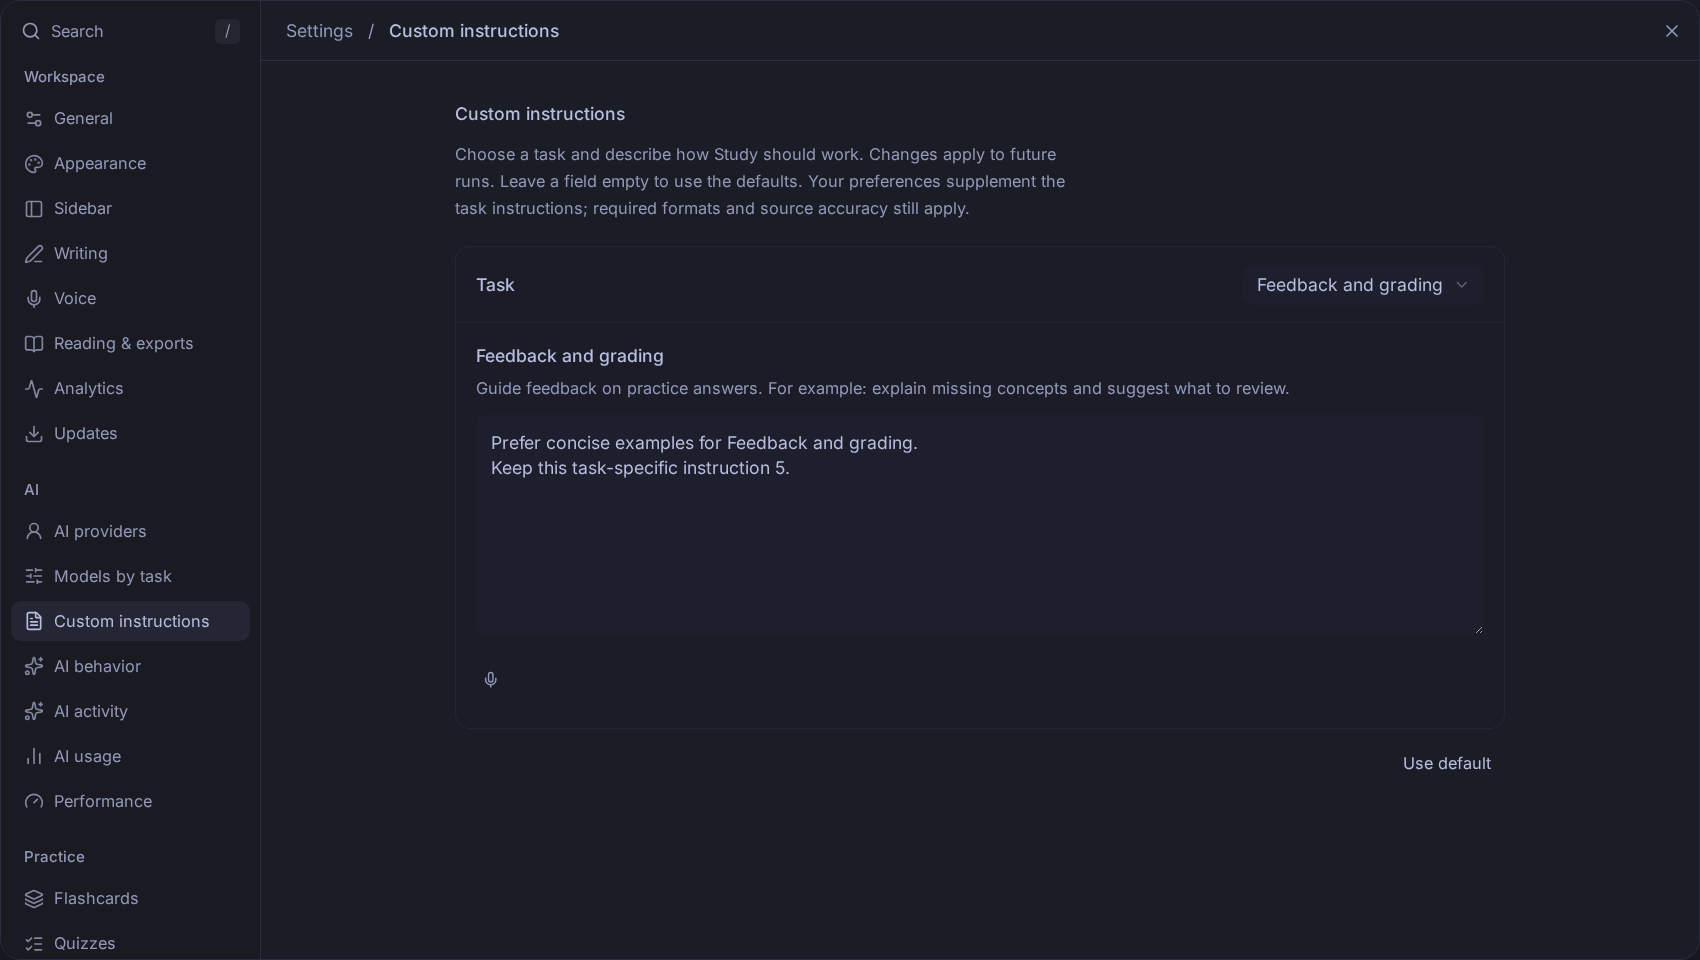 Search
/
Workspace
General
Appearance
Sidebar
Writing
Voice
Reading & exports
Analytics
Updates
AI
AI providers
Models by task
Custom instructions
AI behavior
AI activity
AI usage
Performance
Practice
Flashcards
Quizzes
Settings / Custom instructions
Custom instructions
Choose a task and describe how Study should work. Changes apply to future
runs. Leave a field empty to use the defaults. Your preferences supplement the
task instructions; required formats and source accuracy still apply.
Task
Feedback and grading
Feedback and grading
Guide feedback on practice answers. For example: explain missing concepts and suggest what to review.
Prefer concise examples for Feedback and grading.
Keep this task-specific instruction 5.
Use default